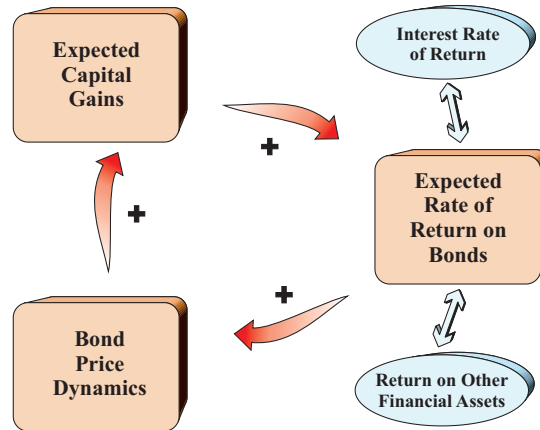 Expected
Capital
Gains
Interest Rate
of Return
+
Expected
Rate of
Return on
Bonds
+
+
Bond
Price
Dynamics
Return on Other
Financial Assets